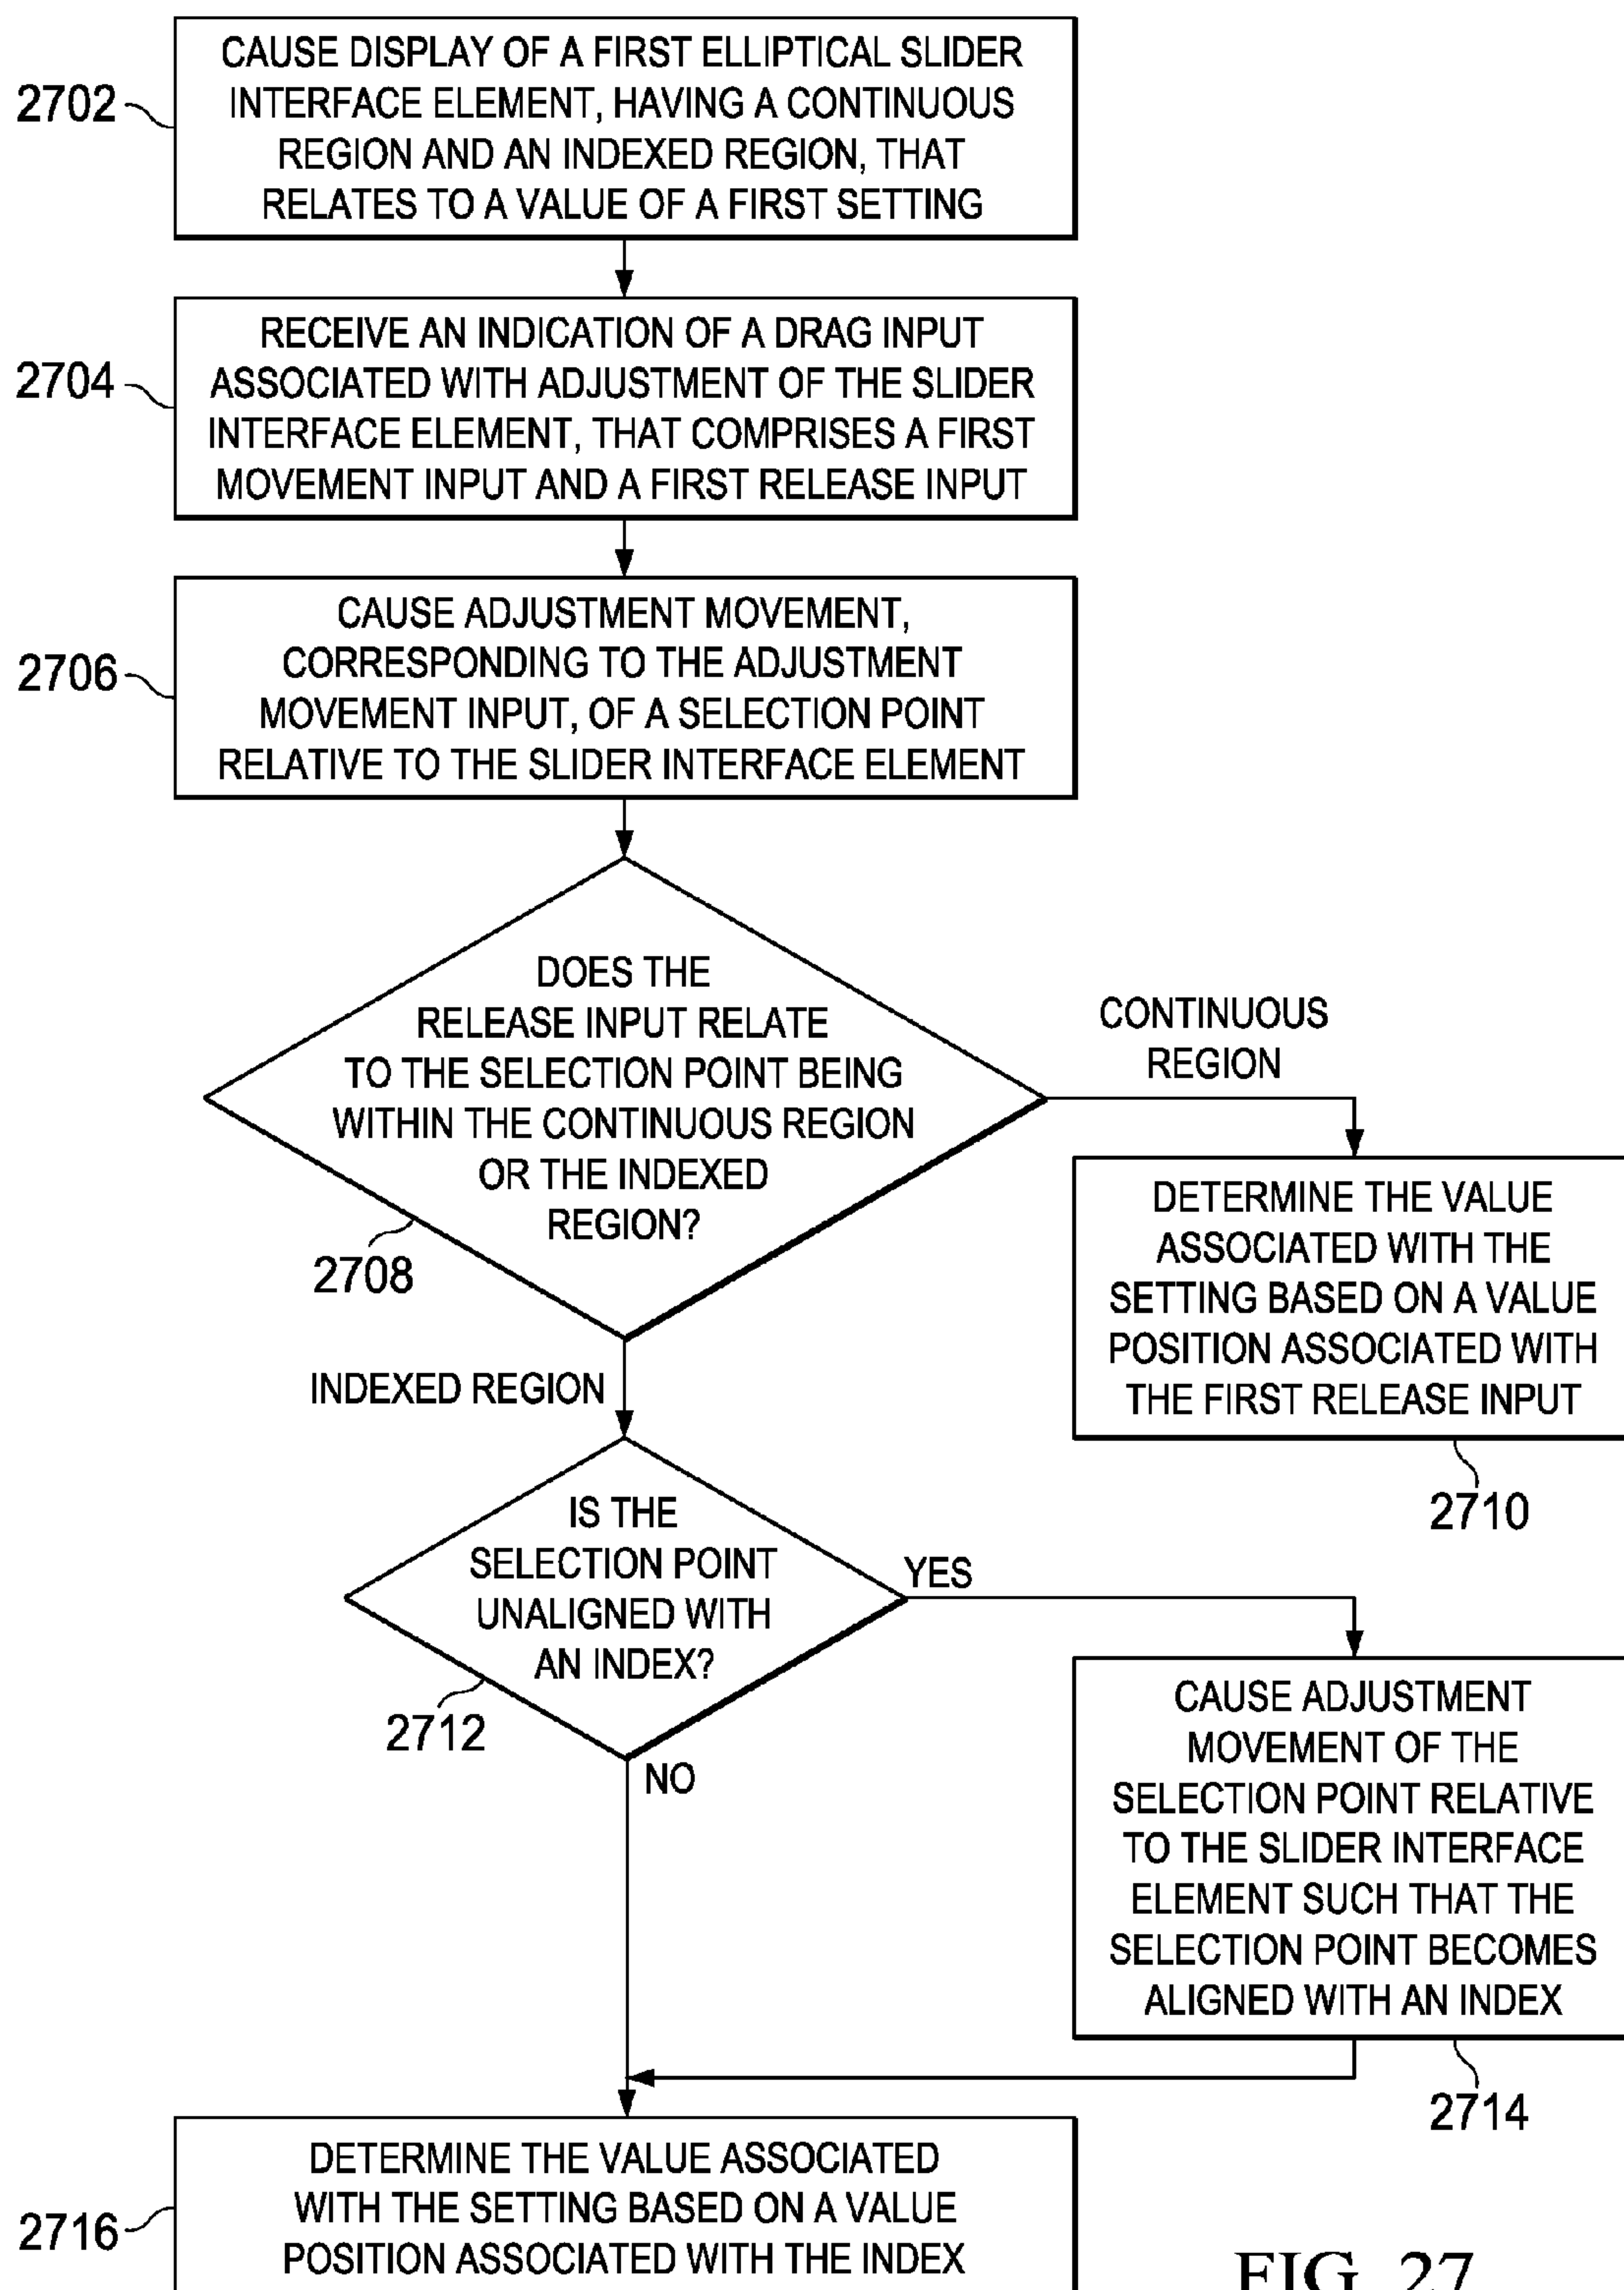 2702
CAUSE DISPLAY OF A FIRST ELLIPTICAL SLIDER
INTERFACE ELEMENT, HAVING A CONTINUOUS
REGION AND AN INDEXED REGION, THAT
RELATES TO A VALUE OF A FIRST SETTING
2704
RECEIVE AN INDICATION OF A DRAG INPUT
ASSOCIATED WITH ADJUSTMENT OF THE SLIDER
INTERFACE ELEMENT, THAT COMPRISES A FIRST
MOVEMENT INPUT AND A FIRST RELEASE INPUT
2706
CAUSE ADJUSTMENT MOVEMENT,
CORRESPONDING TO THE ADJUSTMENT
MOVEMENT INPUT, OF A SELECTION POINT
RELATIVE TO THE SLIDER INTERFACE ELEMENT
DOES THE
RELEASE INPUT RELATE
TO THE SELECTION POINT BEING
WITHIN THE CONTINUOUS REGION
OR THE INDEXED
REGION?
2708
CONTINUOUS
REGION
DETERMINE THE VALUE
ASSOCIATED WITH THE
SETTING BASED ON A VALUE
POSITION ASSOCIATED WITH
THE FIRST RELEASE INPUT
2710
INDEXED REGION
IS THE
SELECTION POINT
UNALIGNED WITH
AN INDEX?
2712
YES
NO
CAUSE ADJUSTMENT
MOVEMENT OF THE
SELECTION POINT RELATIVE
TO THE SLIDER INTERFACE
ELEMENT SUCH THAT THE
SELECTION POINT BECOMES
ALIGNED WITH AN INDEX
2714
2716
DETERMINE THE VALUE ASSOCIATED
WITH THE SETTING BASED ON A VALUE
POSITION ASSOCIATED WITH THE INDEX
FIG. 27